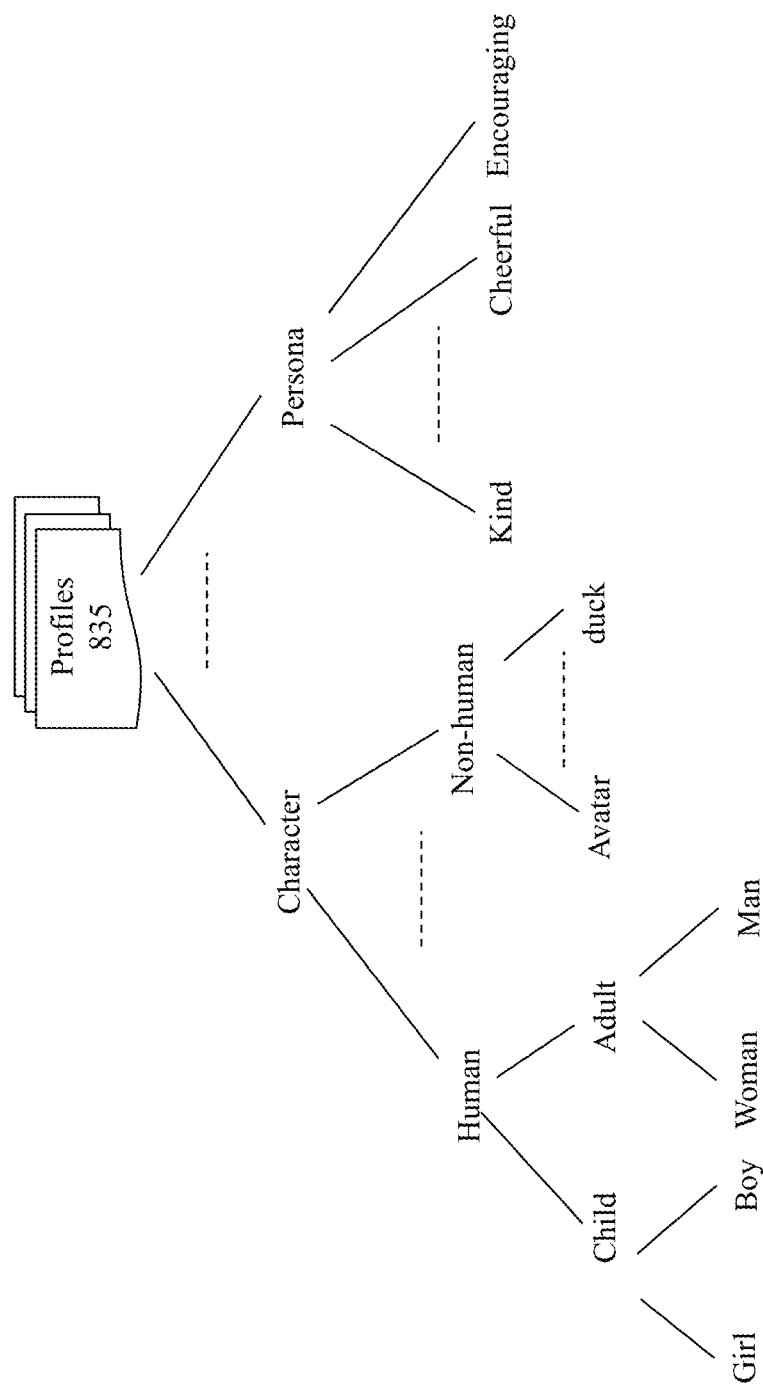 Profiles
835
Character
Persona
Human
Non-human
Kind
Cheerful
Encouraging
Child
Adult
Avatar
duck
Girl
Boy
Woman
Man